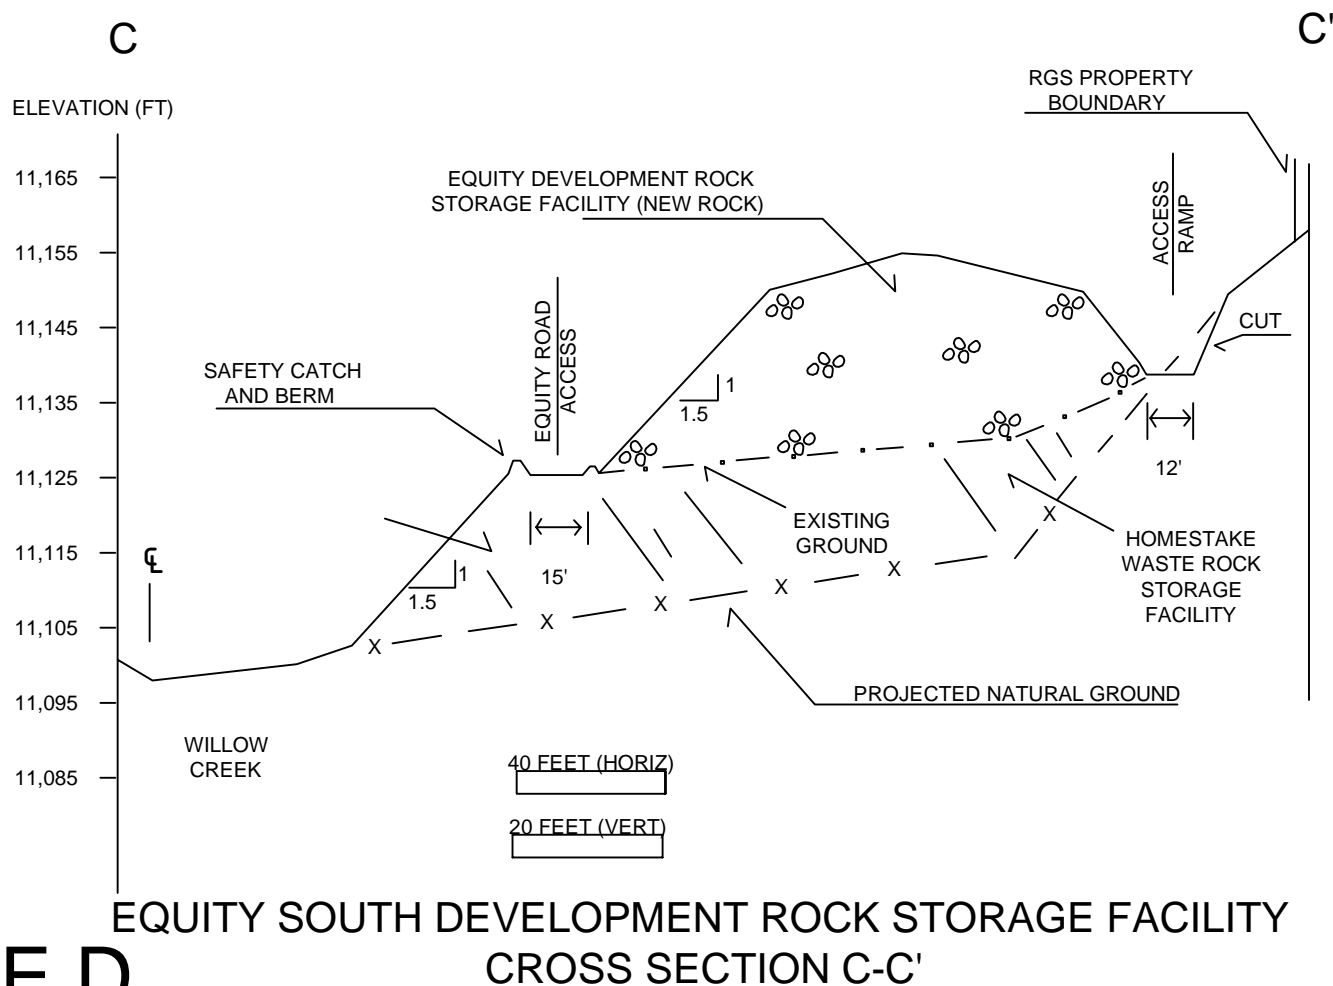 C
C'
ELEVATION (FT)
RGS PROPERTY
BOUNDARY
11,165
11,155
11,145
11,135
11,125
11,115
11,105
11,095
11,085
EQUITY DEVELOPMENT ROCK
STORAGE FACILITY (NEW ROCK)
ACCESS
RAMP
CUT
SAFETY CATCH
AND BERM
EQUITY ROAD
ACCESS
1
1.5
12'
EXISTING
GROUND
HOMESTAKE
WASTE ROCK
STORAGE
FACILITY
℄
1
1.5
15'
X
X
X
X
X
X
PROJECTED NATURAL GROUND
WILLOW
CREEK
40 FEET (HORIZ)
20 FEET (VERT)
EQUITY SOUTH DEVELOPMENT ROCK STORAGE FACILITY
CROSS SECTION C-C'